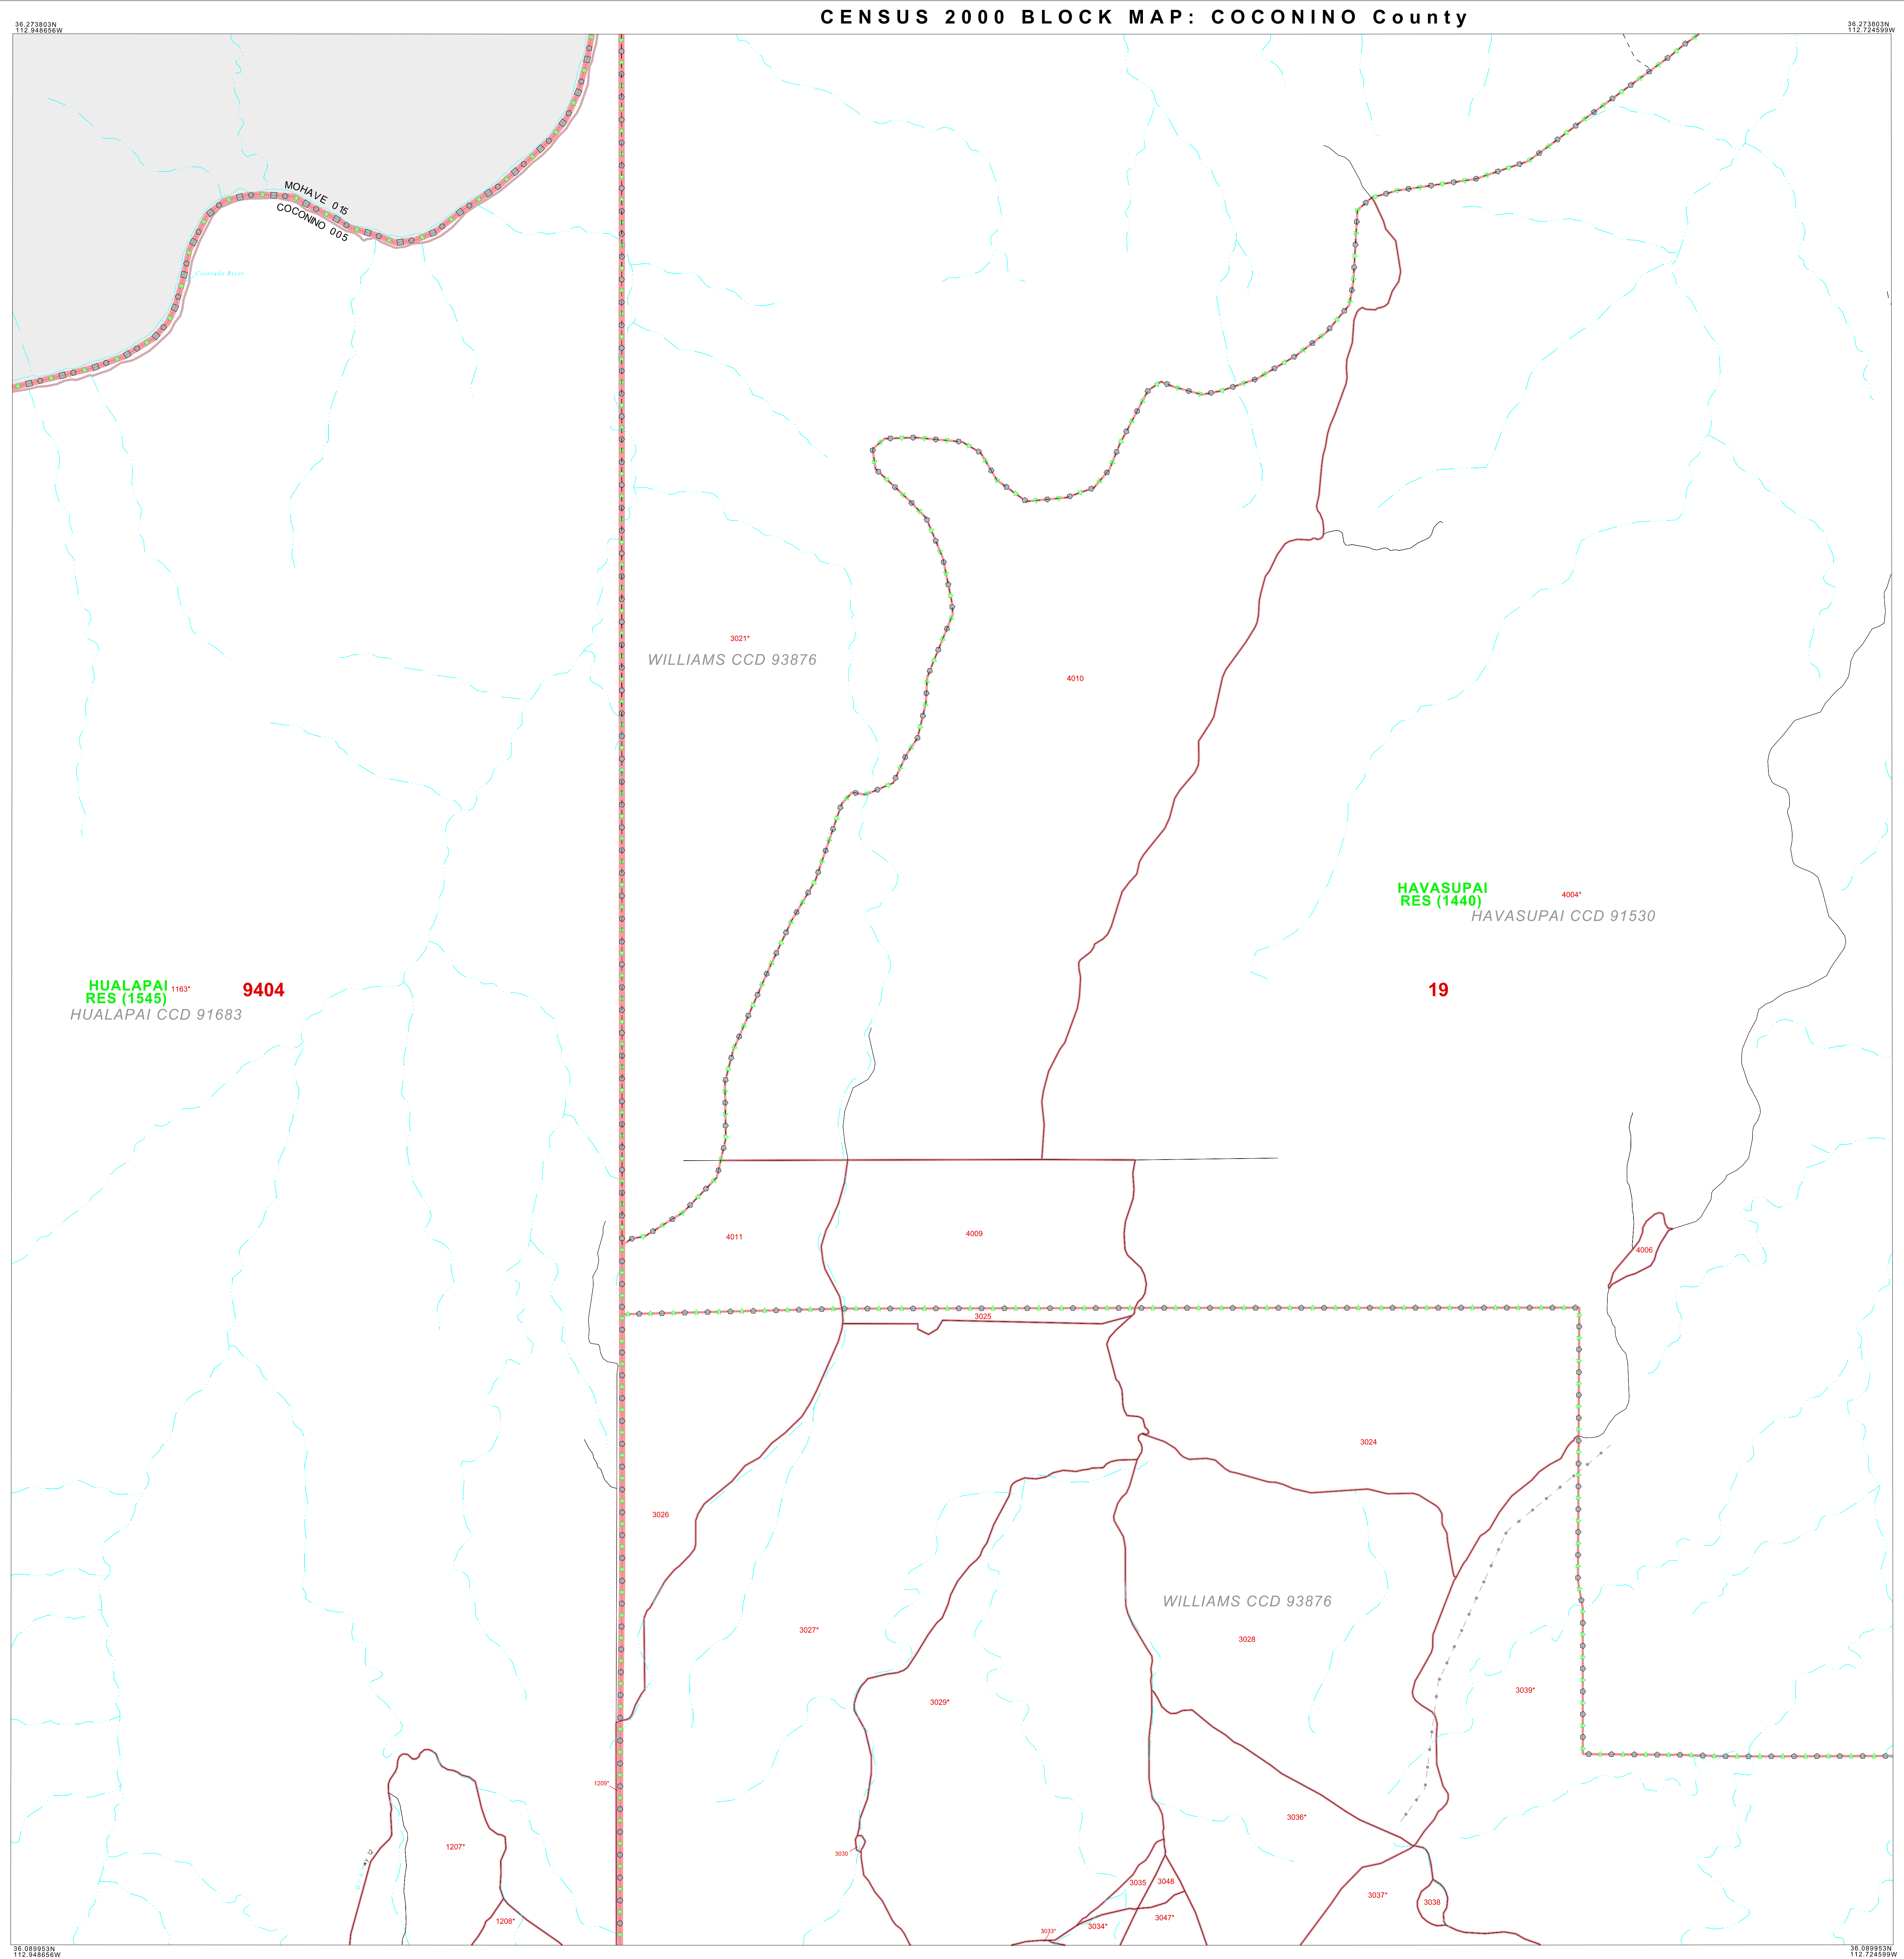 CENSUS 2000 BLOCK MAP: COCONINO County
36.273803N
112.948656W
36.273803N
112.724599W
MOHAVE 015
COCONINO 005
Colorado River
3021*
WILLIAMS CCD 93876
4010
HAVASUPAI
RES (1440)
4004*
HAVASUPAI CCD 91530
HUALAPAI
RES (1545)
1163*
9404
19
HUALAPAI CCD 91683
4011
4009
4006
3025
3024
3026
WILLIAMS CCD 93876
3027*
3028
3029*
3039*
1209*
3036*
1207*
3030
3035
3048
3037*
3038
1208*
3034*
3047*
3033*
36.089953N
112.948656W
36.089953N
112.724599W